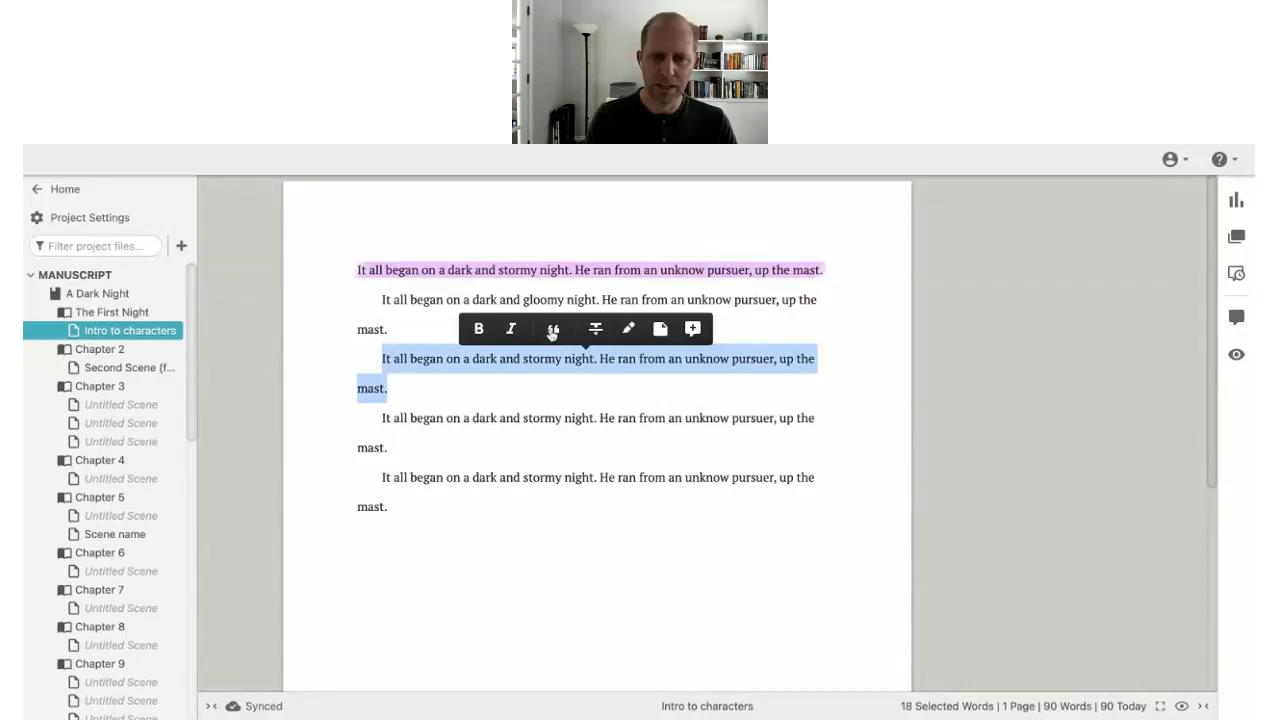 Home
Project Settings
Filter project files...
MANUSCRIPT
A Dark Night
The First Night
Intro to characters
Chapter 2
Second Scene (f...
Chapter 3
Untitled Scene
Untitled Scene
Untitled Scene
Chapter 4
Untitled Scene
Chapter 5
Untitled Scene
Scene name
Chapter 6
Untitled Scene
Chapter 7
Untitled Scene
Chapter 8
Untitled Scene
Chapter 9
Untitled Scene
Untitled Scene
Untitled Scene
It all began on a dark and stormy night. He ran from an unknow pursuer, up the mast.
It all began on a dark and gloomy night. He ran from an unknow pursuer, up the
mast.
B I
It all began on a dark and stormy night. He ran from an unknow pursuer, up the
mast.
It all began on a dark and stormy night. He ran from an unknow pursuer, up the
mast.
It all began on a dark and stormy night. He ran from an unknow pursuer, up the
mast.
Synced
Intro to characters
18 Selected Words | 1 Page | 90 Words | 90 Today